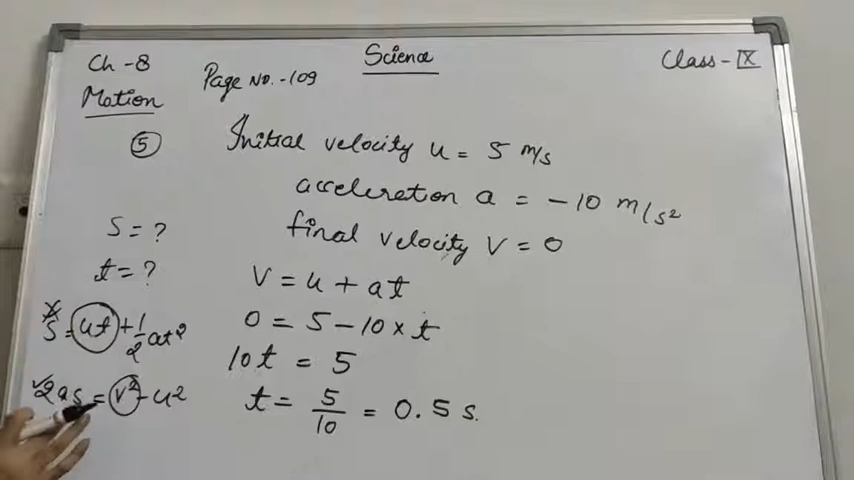 Science
Ch - 8
Class - IX
Page No. - 109
Motion
5
Initial velocity u = 5 m/s
acceleration a = -10 m/s²
S = ?
final velocity V = 0
t = ?
V = u + at
S = ut + 1/2 at²
0 = 5 - 10 × t
10t = 5
2as = v² - u²
t = 5/10 = 0.5 s.